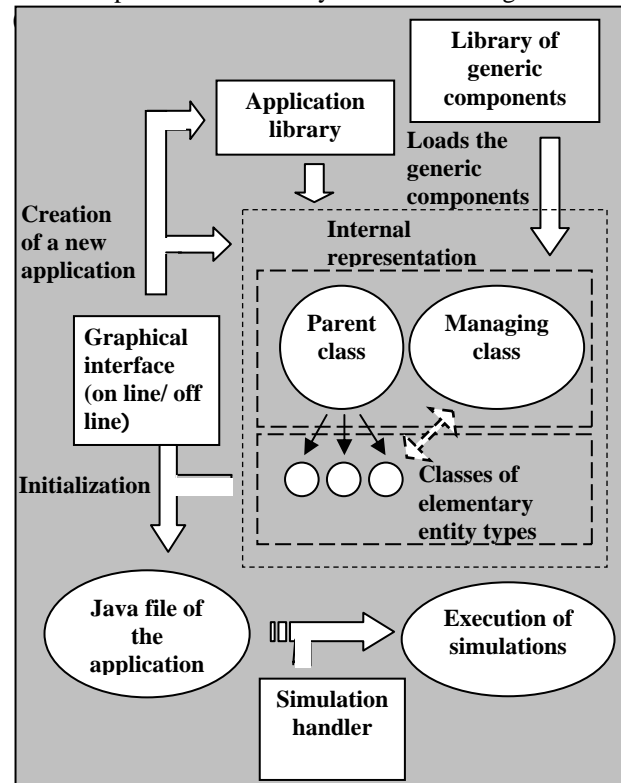 Library of
generic
components
Application
library
Loads the
generic
components
Creation
of a new
application
Internal
representation
Parent
class
Managing
class
Graphical
interface
(on line/ off
line)
Initialization
Classes of
elementary
entity types
Java file of
the
application
Execution of
simulations
Simulation
handler